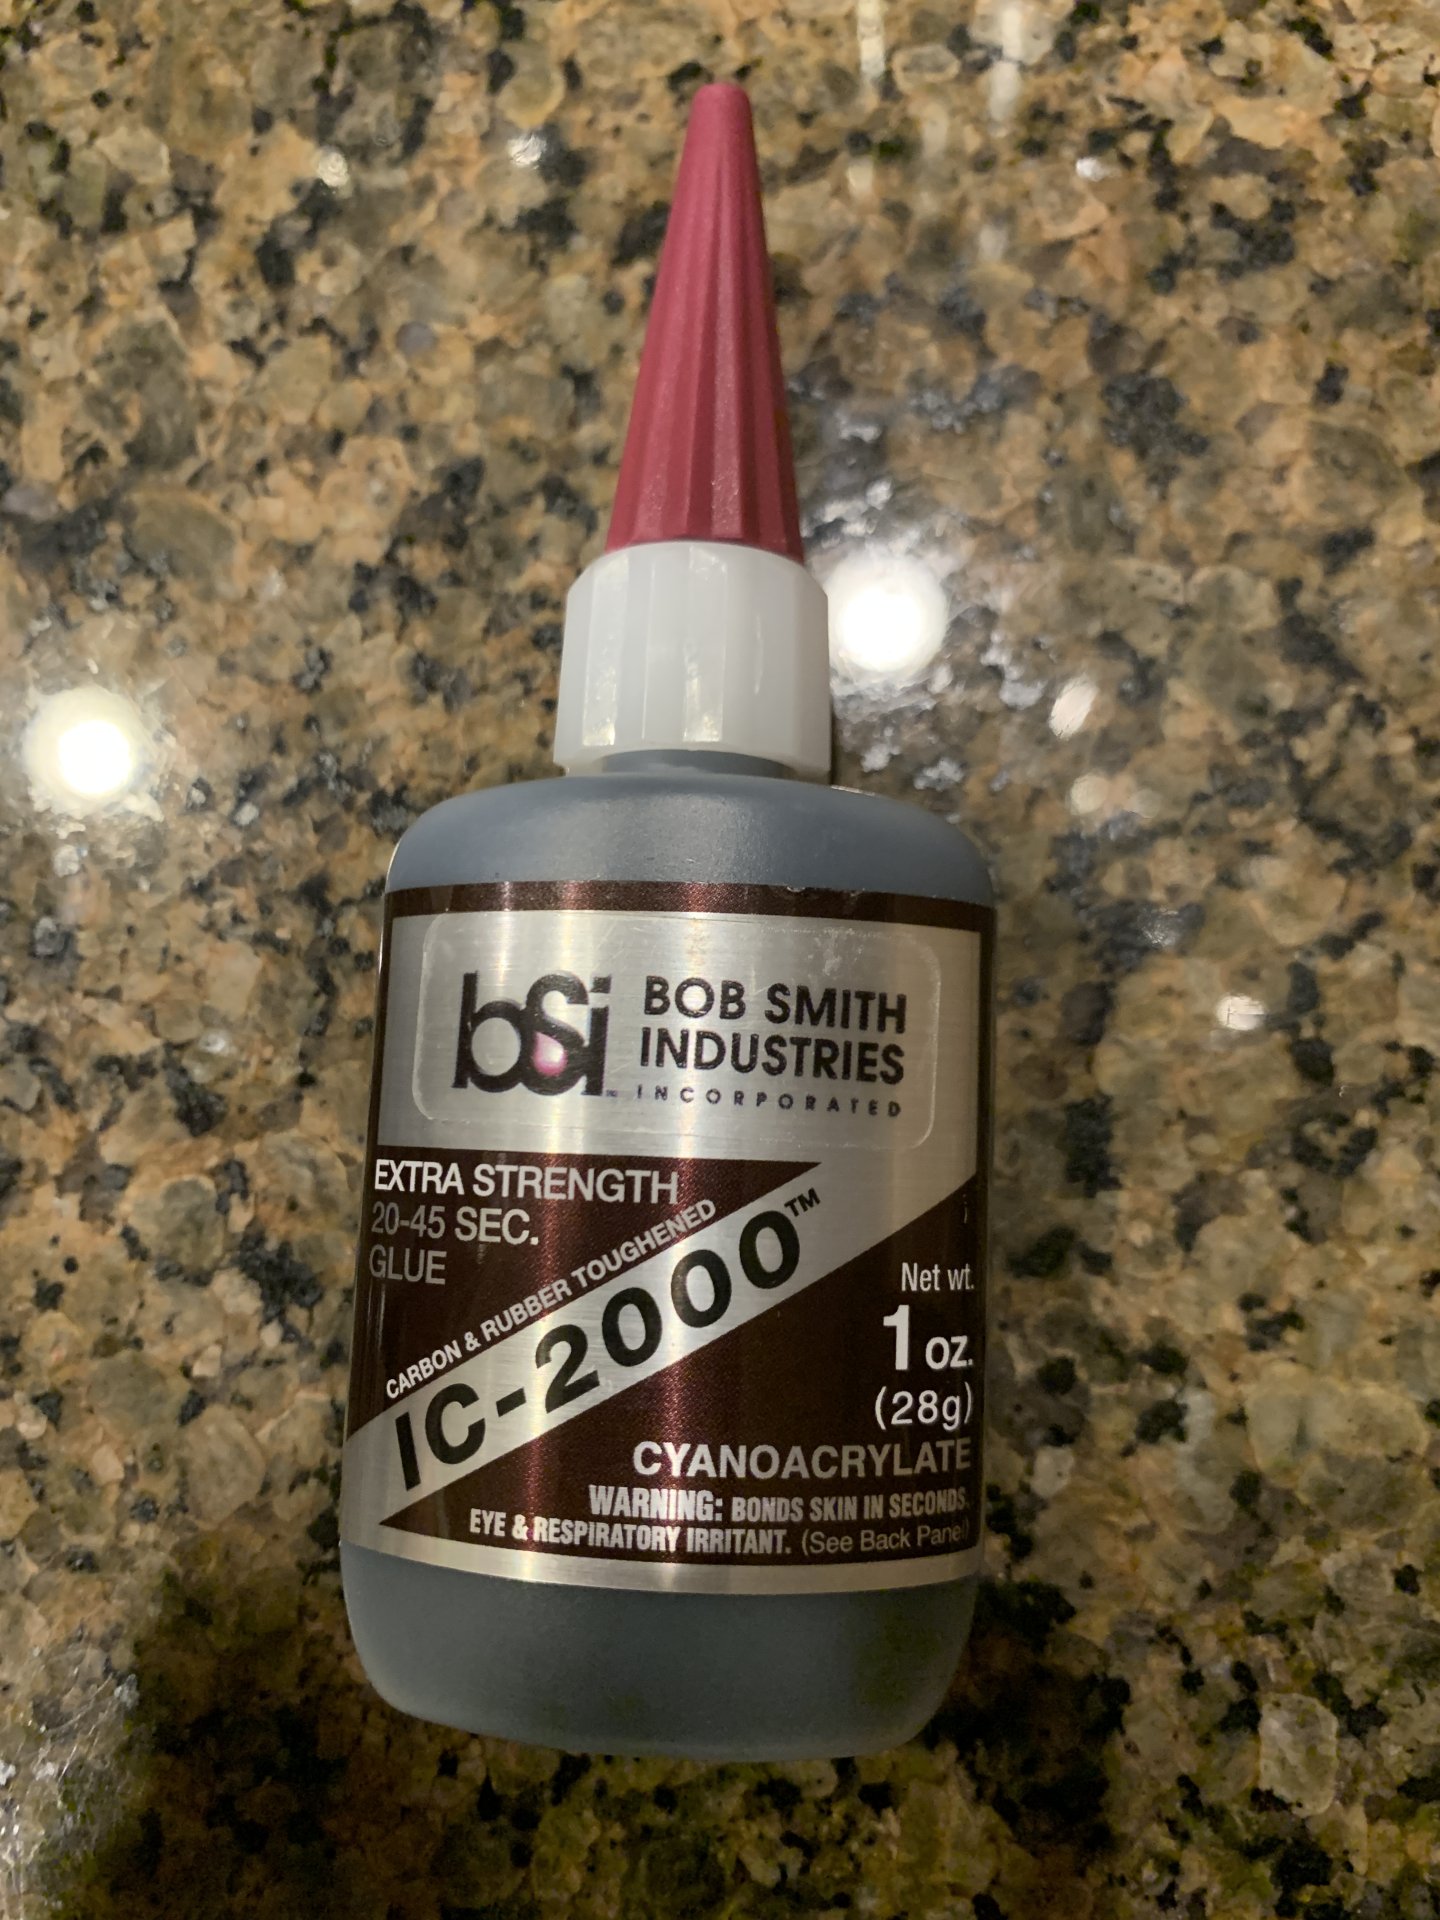 bsi
BOB SMITH
INDUSTRIES
INCORPORATED
EXTRA STRENGTH
20-45 SEC.
GLUE
CARBON & RUBBER TOUGHENED
IC-2000™
Net wt.
1 oz.
(28g)
CYANOACRYLATE
WARNING: BONDS SKIN IN SECONDS.
EYE & RESPIRATORY IRRITANT. (See Back Panel)